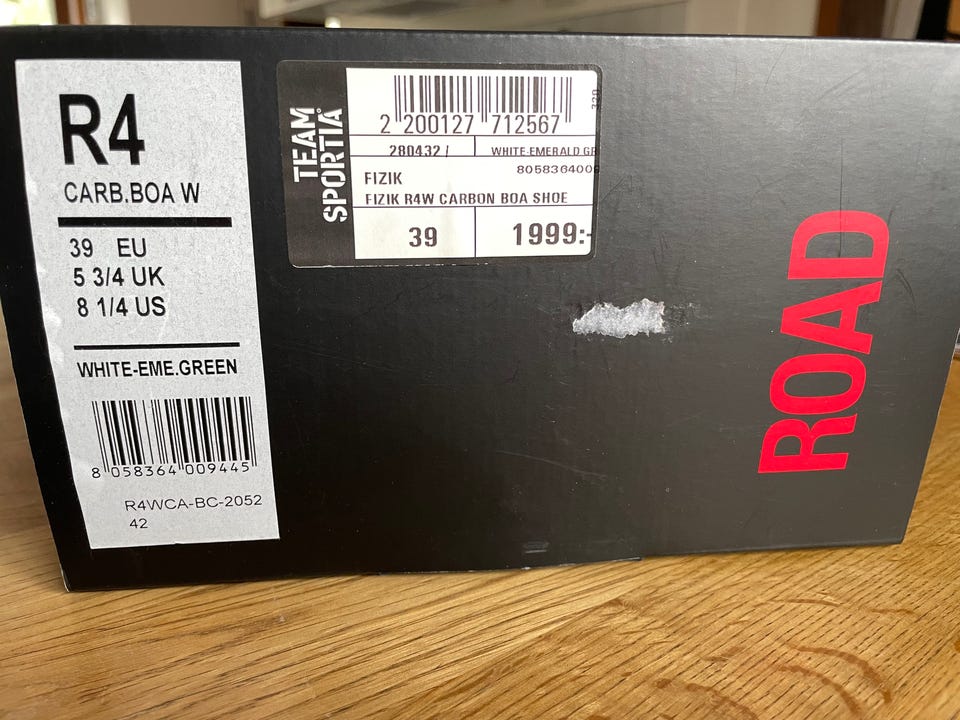 R4
CARB.BOA W
39 EU
5 3/4 UK
8 1/4 US
WHITE-EME.GREEN
8 058364 009445
R4WCA-BC-2052
42
TEAM
SPORTIA
2 200127 712567
280432 / WHITE-EMERALD GR
8058364009
FIZIK
FIZIK R4W CARBON BOA SHOE
39 1999:-
ROAD